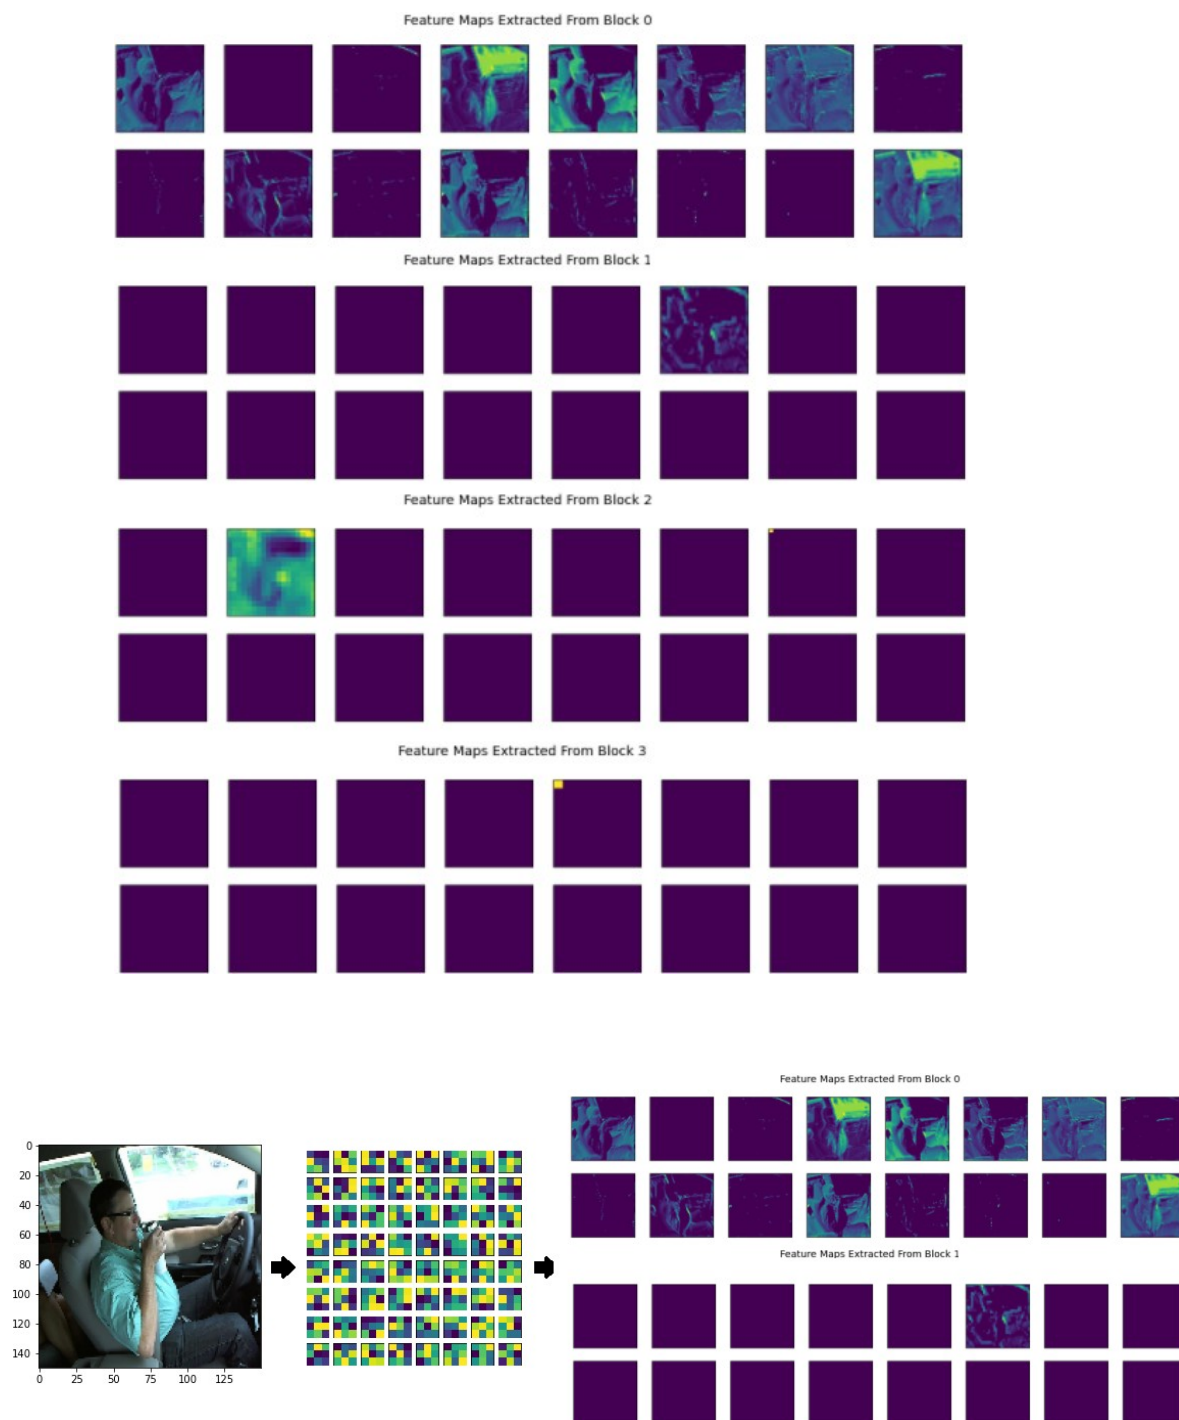 Feature Maps Extracted From Block 0
Feature Maps Extracted From Block 1
Feature Maps Extracted From Block 2
Feature Maps Extracted From Block 3
Feature Maps Extracted From Block 0
0
20
40
60
80
100
120
140
0 25 50 75 100 125
Feature Maps Extracted From Block 1